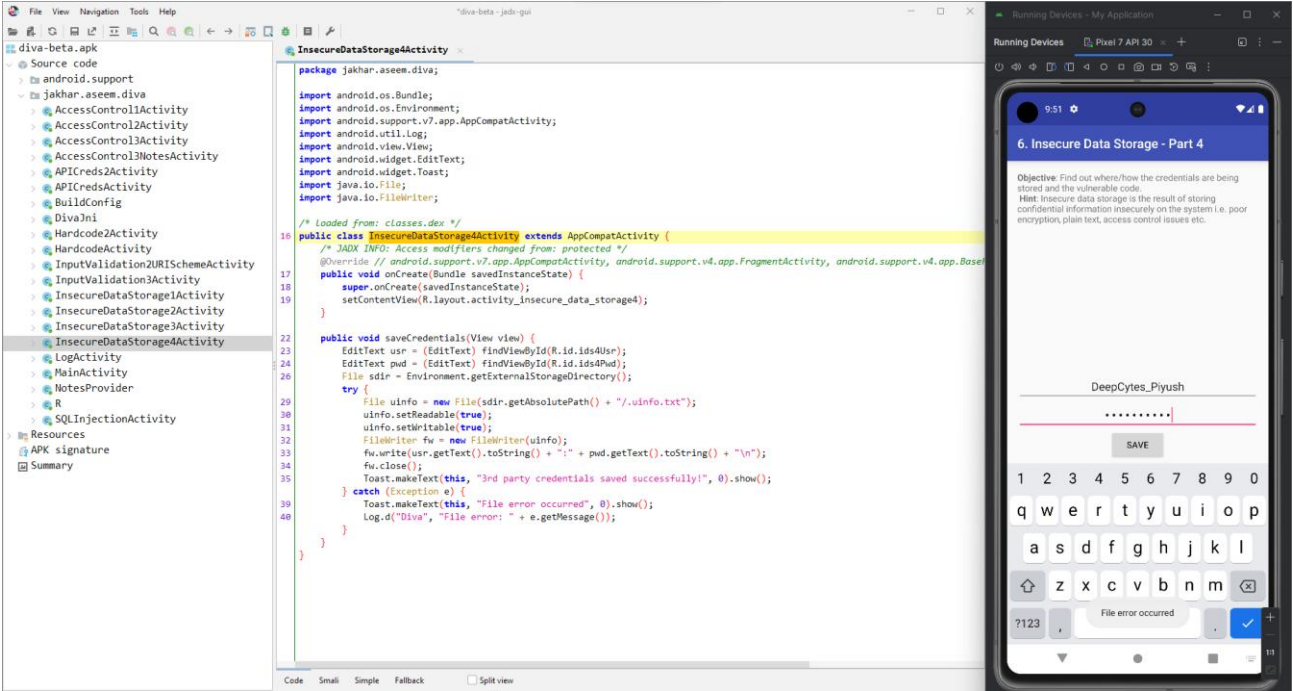 File View Navigation Tools Help
*diva-beta - jadx-gui
diva-beta.apk
Source code
android.support
jakhar.aseem.diva
AccessControl1Activity
AccessControl2Activity
AccessControl3Activity
AccessControl3NotesActivity
APICreds2Activity
APICredsActivity
BuildConfig
DivaJni
Hardcode2Activity
HardcodeActivity
InputValidation2URISchemeActivity
InputValidation3Activity
InsecureDataStorage1Activity
InsecureDataStorage2Activity
InsecureDataStorage3Activity
InsecureDataStorage4Activity
LogActivity
MainActivity
NotesProvider
R
SQLInjectionActivity
Resources
APK signature
Summary
InsecureDataStorage4Activity
package jakhar.aseem.diva;
import android.os.Bundle;
import android.os.Environment;
import android.support.v7.app.AppCompatActivity;
import android.util.Log;
import android.view.View;
import android.widget.EditText;
import android.widget.Toast;
import java.io.File;
import java.io.FileWriter;
/* loaded from: classes.dex */
16 public class InsecureDataStorage4Activity extends AppCompatActivity {
/* JADX INFO: Access modifiers changed from: protected */
@Override // android.support.v7.app.AppCompatActivity, android.support.v4.app.FragmentActivity, android.support.v4.app.Base
17 public void onCreate(Bundle savedInstanceState) {
18 super.onCreate(savedInstanceState);
19 setContentView(R.layout.activity_insecure_data_storage4);
}
22 public void saveCredentials(View view) {
23 EditText usr = (EditText) findViewById(R.id.ids4Usr);
24 EditText pwd = (EditText) findViewById(R.id.ids4Pwd);
26 File sdir = Environment.getExternalStorageDirectory();
try {
29 File uinfo = new File(sdir.getAbsolutePath() + "/.uinfo.txt");
30 uinfo.setReadable(true);
31 uinfo.setWritable(true);
32 FileWriter fw = new FileWriter(uinfo);
33 fw.write(usr.getText().toString() + ":" + pwd.getText().toString() + "\n");
34 fw.close();
35 Toast.makeText(this, "3rd party credentials saved successfully!", 0).show();
} catch (Exception e) {
39 Toast.makeText(this, "File error occurred", 0).show();
40 Log.d("Diva", "File error: " + e.getMessage());
}
}
}
Code Smali Simple Fallback Split view
Running Devices - My Application
Running Devices Pixel 7 API 30
9:51
6. Insecure Data Storage - Part 4
Objective: Find out where/how the credentials are being
stored and the vulnerable code.
Hint: Insecure data storage is the result of storing
confidential information insecurely on the system i.e. poor
encryption, plain text, access control issues etc.
DeepCytes_Piyush
••••••••••
SAVE
1 2 3 4 5 6 7 8 9 0
q w e r t y u i o p
a s d f g h j k l
z x c v b n m
File error occurred
?123 , .
1:1